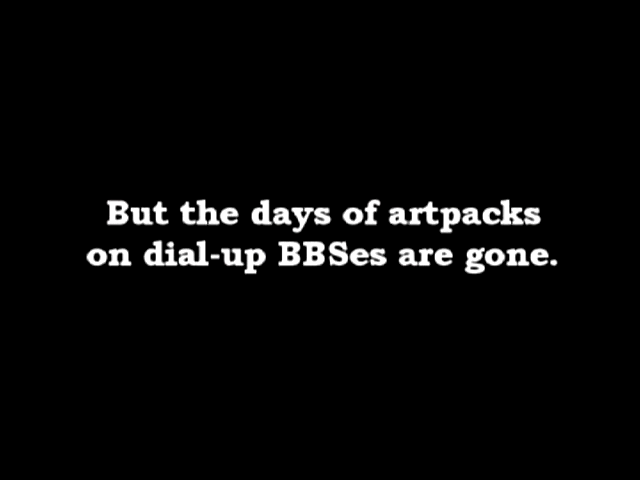 But the days of artpacks
on dial-up BBSes are gone.